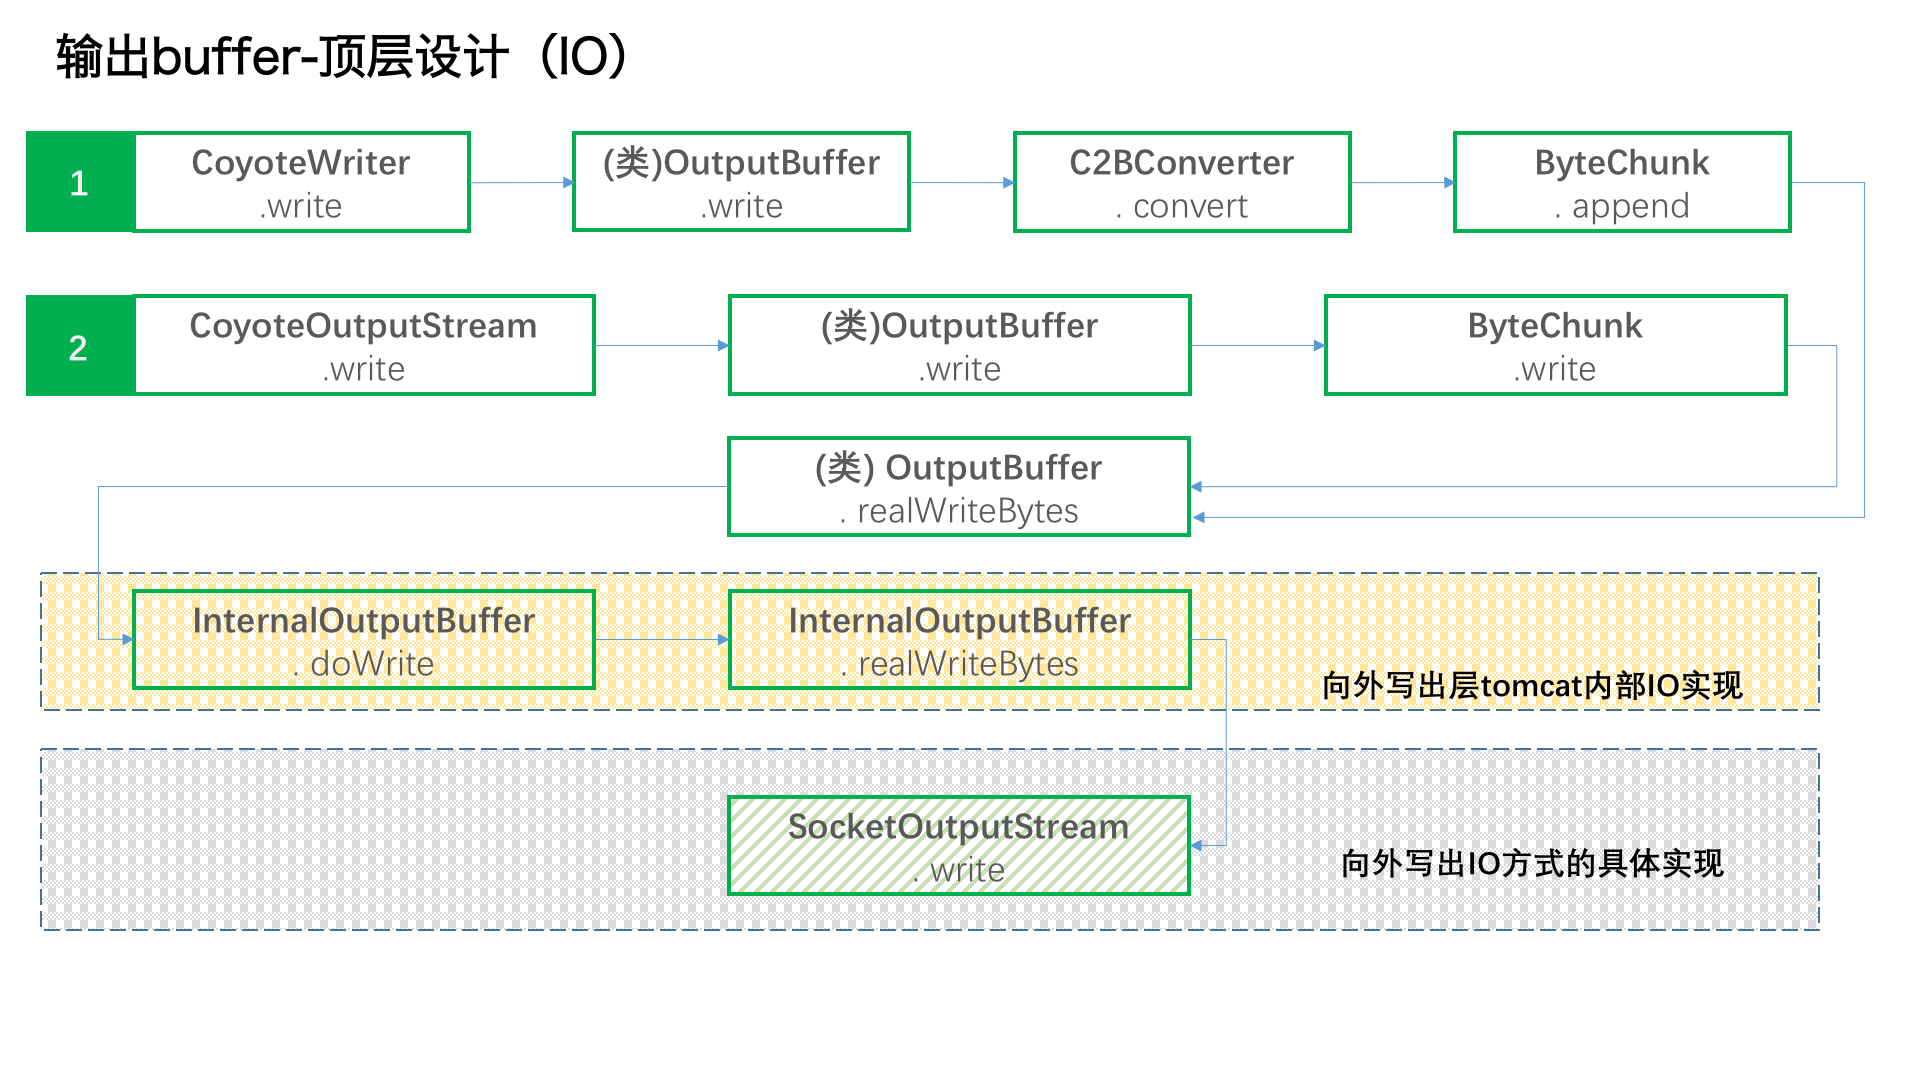 输出buffer-顶层设计（IO）
1
CoyoteWriter
.write
(类)OutputBuffer
.write
C2BConverter
. convert
ByteChunk
. append
2
CoyoteOutputStream
.write
(类)OutputBuffer
.write
ByteChunk
.write
(类) OutputBuffer
. realWriteBytes
InternalOutputBuffer
. doWrite
InternalOutputBuffer
. realWriteBytes
向外写出层tomcat内部IO实现
SocketOutputStream
. write
向外写出IO方式的具体实现